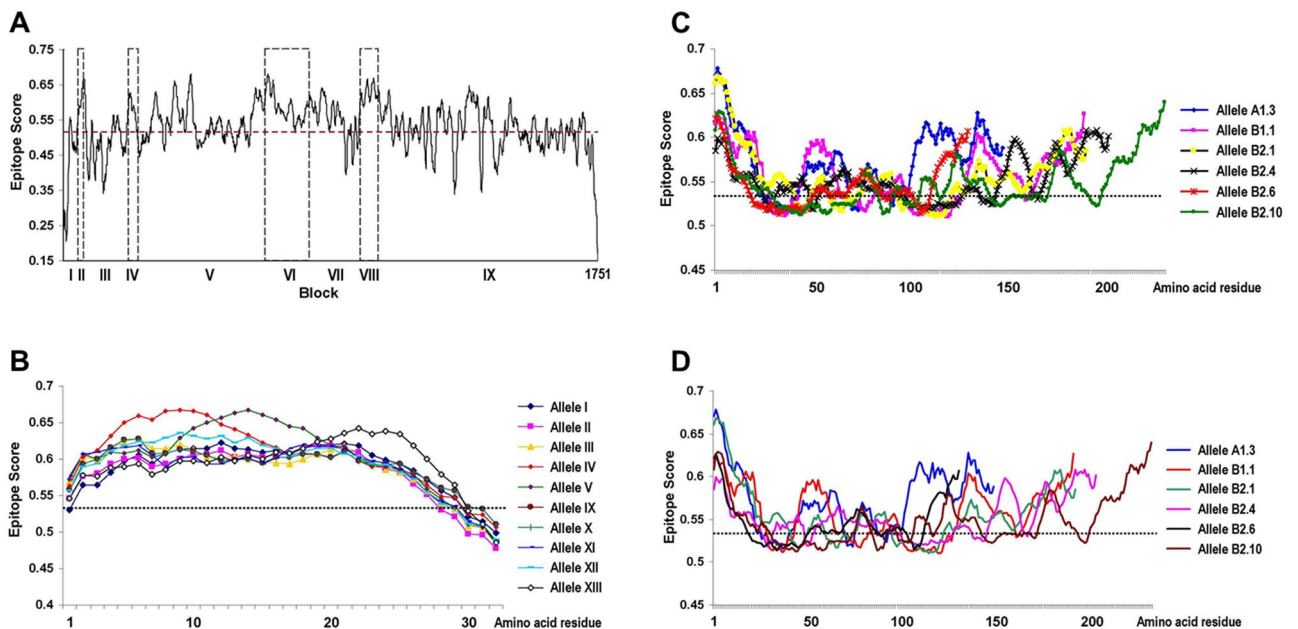 A
0.75
0.65
0.55
0.45
0.35
0.25
0.15
Epitope Score
I II III IV V VI VII VIII IX 1751
Block
B
0.7
0.65
0.6
0.55
0.5
0.45
0.4
Epitope Score
1 10 20 30 Amino acid residue
Allele I
Allele II
Allele III
Allele IV
Allele V
Allele IX
Allele X
Allele XI
Allele XII
Allele XIII
C
0.7
0.65
0.6
0.55
0.5
0.45
Epitope Score
1 50 100 150 200 Amino acid residue
Allele A1.3
Allele B1.1
Allele B2.1
Allele B2.4
Allele B2.6
Allele B2.10
D
0.7
0.65
0.6
0.55
0.5
0.45
Epitope Score
1 50 100 150 200 Amino acid residue
Allele A1.3
Allele B1.1
Allele B2.1
Allele B2.4
Allele B2.6
Allele B2.10